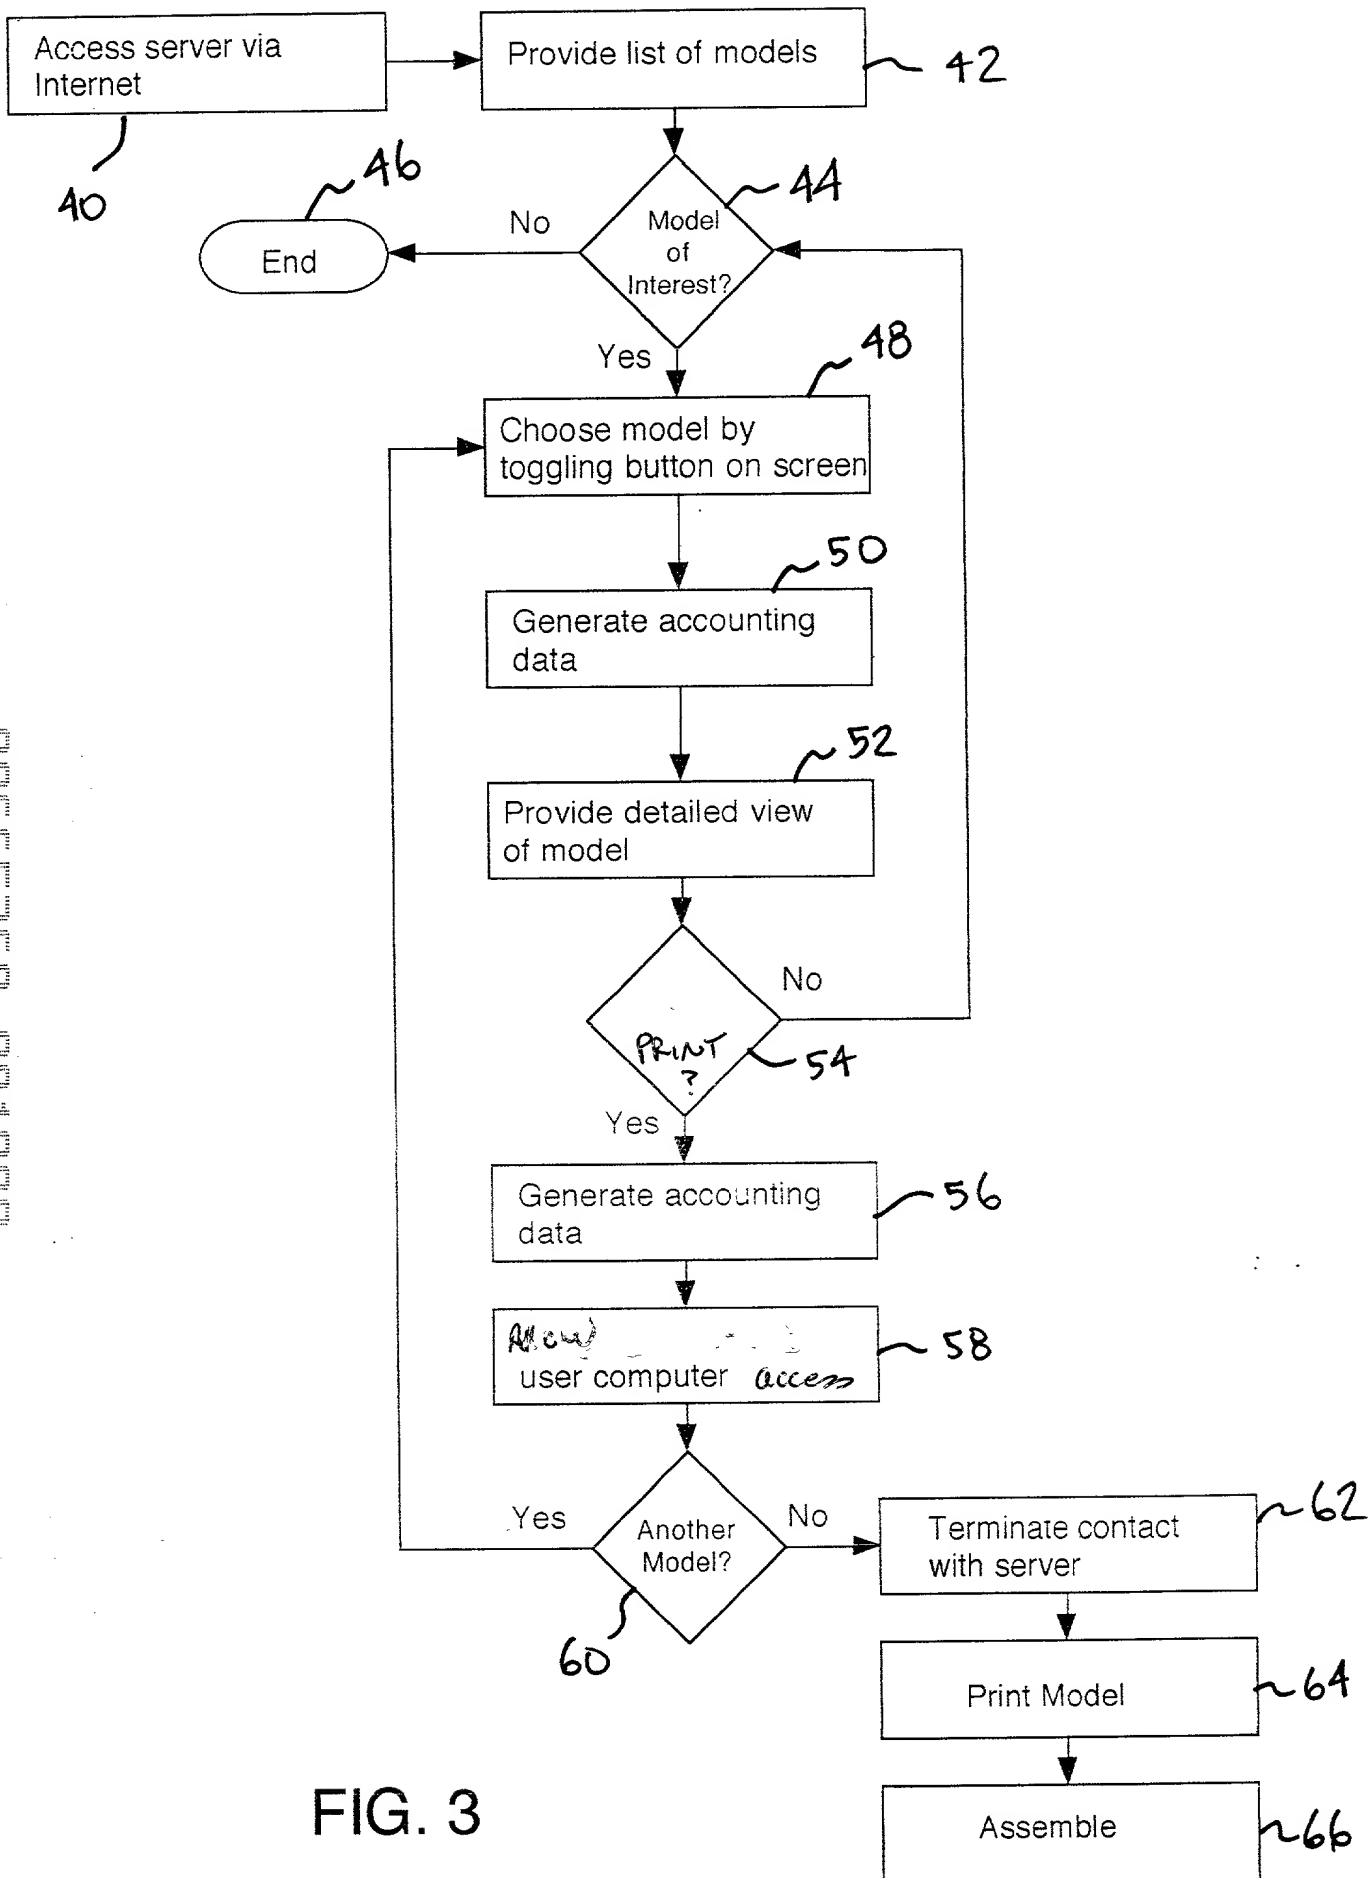 Access server via
Internet
40
Provide list of models
42
Model
of
Interest?
44
No
End
46
Yes
Choose model by
toggling button on screen
48
Generate accounting
data
50
Provide detailed view
of model
52
PRINT
?
54
No
Yes
Generate accounting
data
56
Allow
user computer access
58
Another
Model?
60
Yes
No
Terminate contact
with server
62
Print Model
64
Assemble
66
FIG. 3